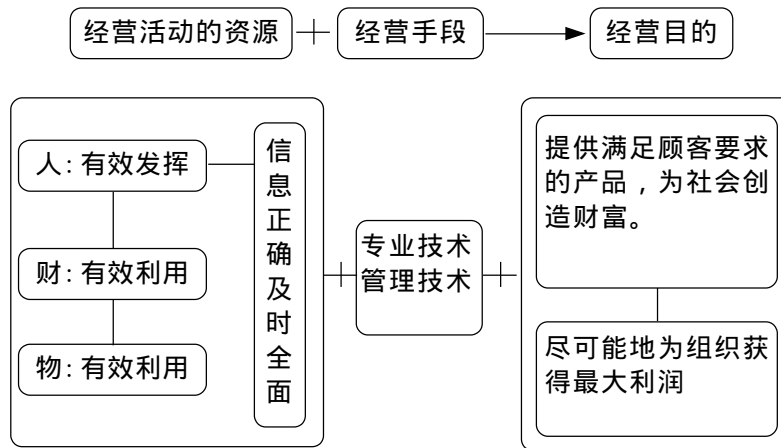 经营活动的资源
经营手段
经营目的
人:有效发挥
财:有效利用
物:有效利用
信息正确及时全面
专业技术
管理技术
提供满足顾客要求
的产品，为社会创
造财富。
尽可能地为组织获
得最大利润